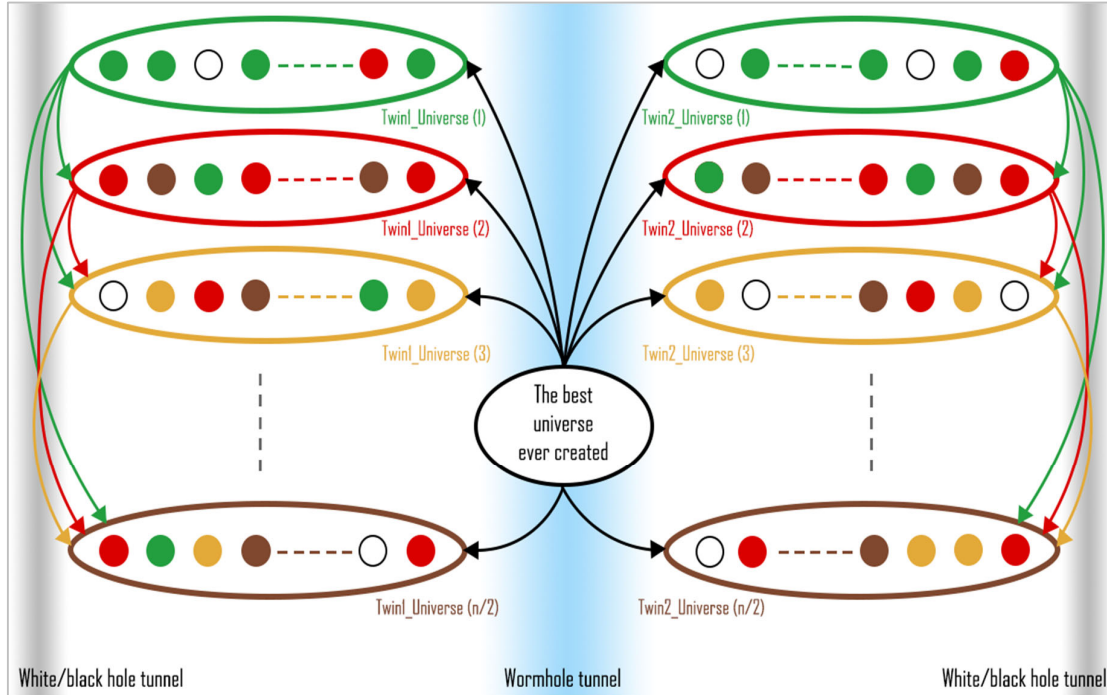 Twin1_Universe (1)
Twin2_Universe (1)
Twin1_Universe (2)
Twin2_Universe (2)
Twin1_Universe (3)
Twin2_Universe (3)
The best
universe
ever created
Twin1_Universe (n/2)
Twin2_Universe (n/2)
White/black hole tunnel
Wormhole tunnel
White/black hole tunnel